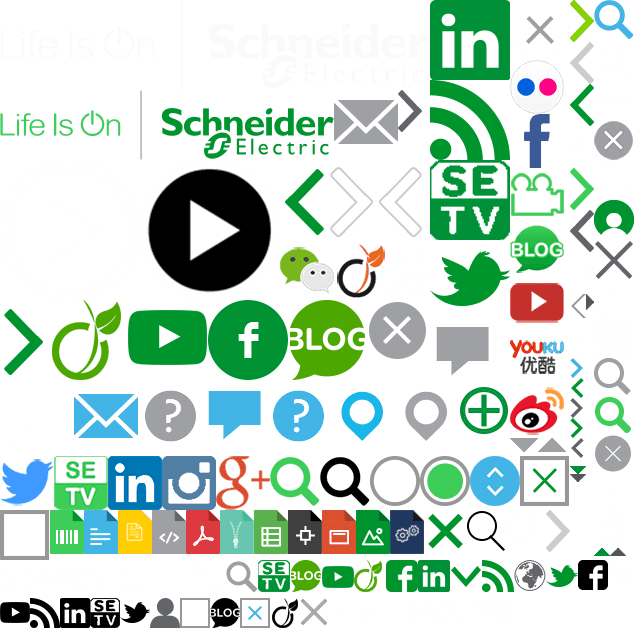 Life Is On
Schneider
Electric
in
Life Is On
Schneider
Electric
f
SE
TV
BLOG
f
BLOG
YOUKU
优酷
?
?
SE
TV
in
g+
SE
TV
BLOG
f
in
f
in
SE
TV
BLOG